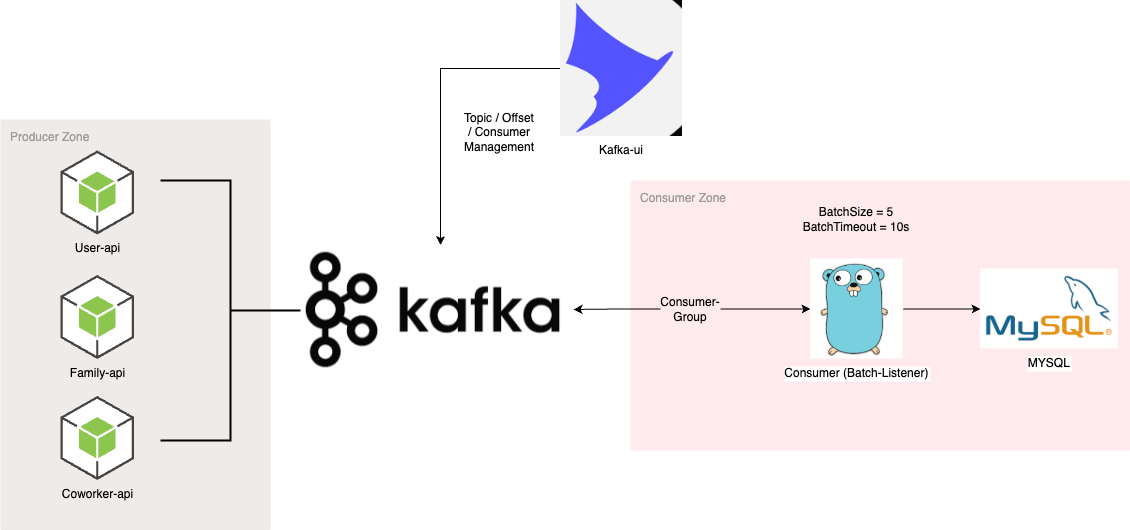 Topic / Offset
/ Consumer
Management
Kafka-ui
Producer Zone
User-api
Family-api
Coworker-api
kafka
Consumer Zone
BatchSize = 5
BatchTimeout = 10s
Consumer-
Group
Consumer (Batch-Listener)
MySQL®
MYSQL